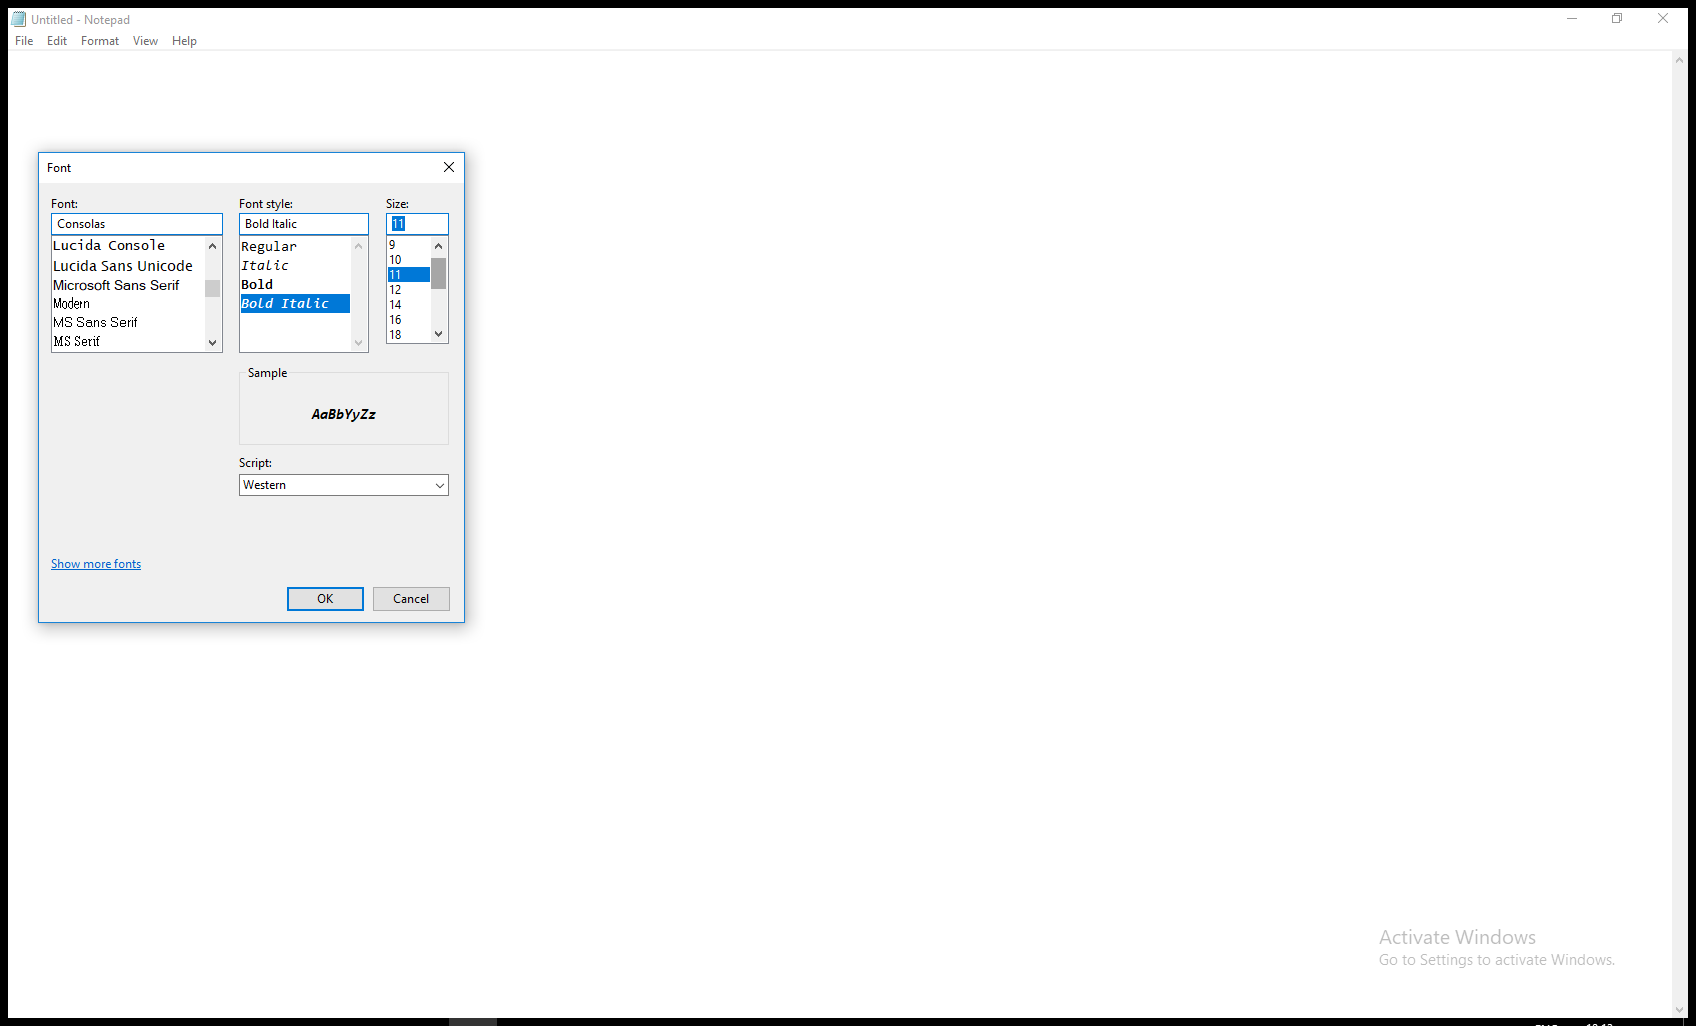 Untitled - Notepad
File Edit Format View Help
Font
Font: Font style: Size:
Consolas Bold Italic 11
Lucida Console
Lucida Sans Unicode
Microsoft Sans Serif
Modern
MS Sans Serif
MS Serif
Regular
Italic
Bold
Bold Italic
9
10
11
12
14
16
18
Sample
AaBbYyZz
Script:
Western
Show more fonts
OK Cancel
Activate Windows
Go to Settings to activate Windows.